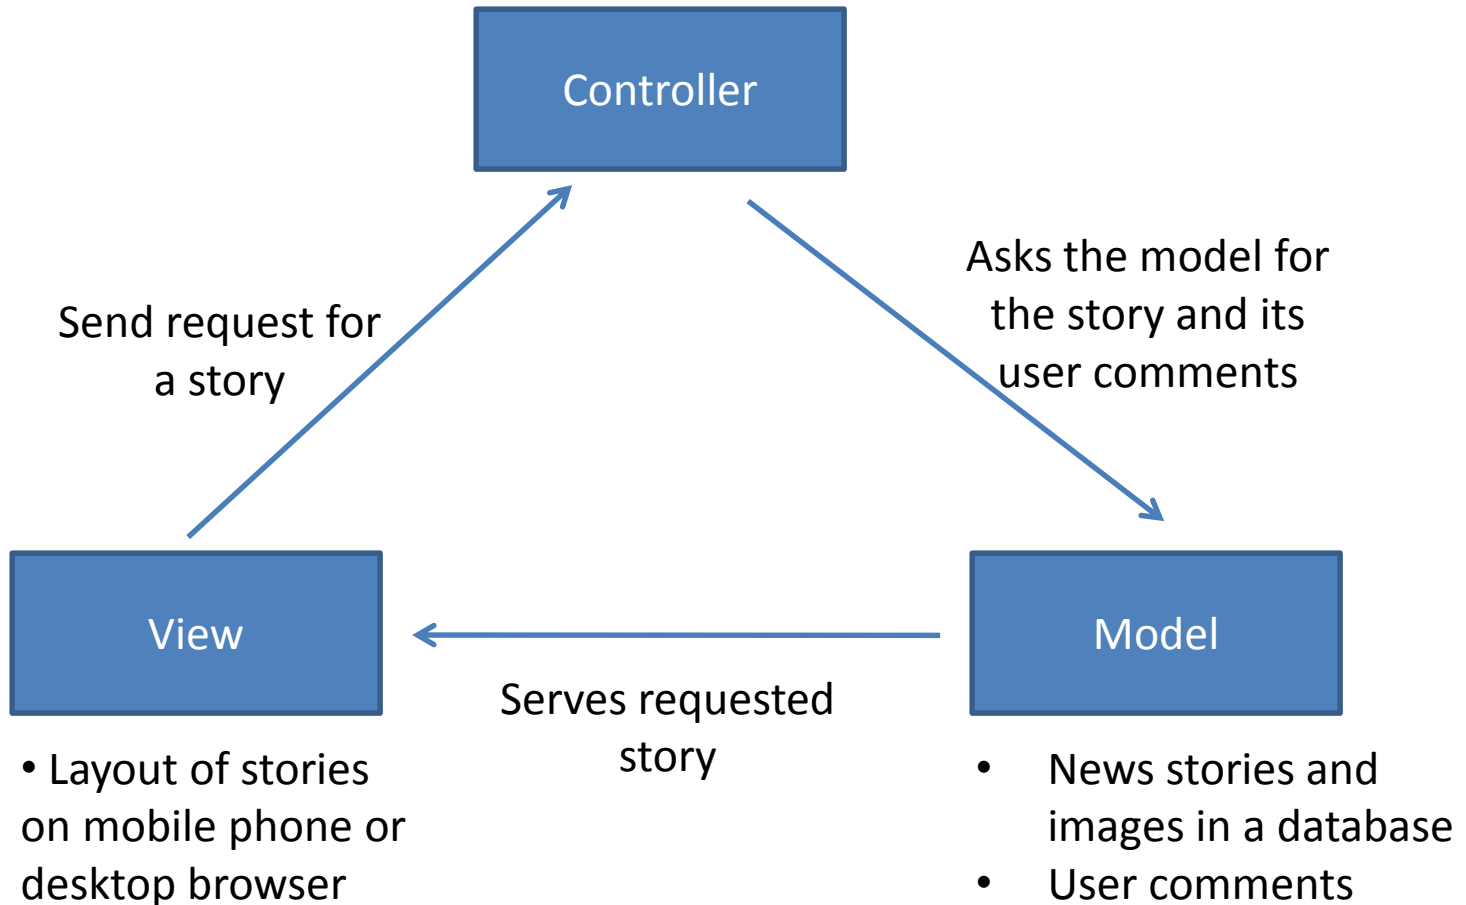 Controller
Asks the model for
the story and its
user comments
Send request for
a story
View
Model
Serves requested
story
• Layout of stories
on mobile phone or
desktop browser
• News stories and
images in a database
• User comments